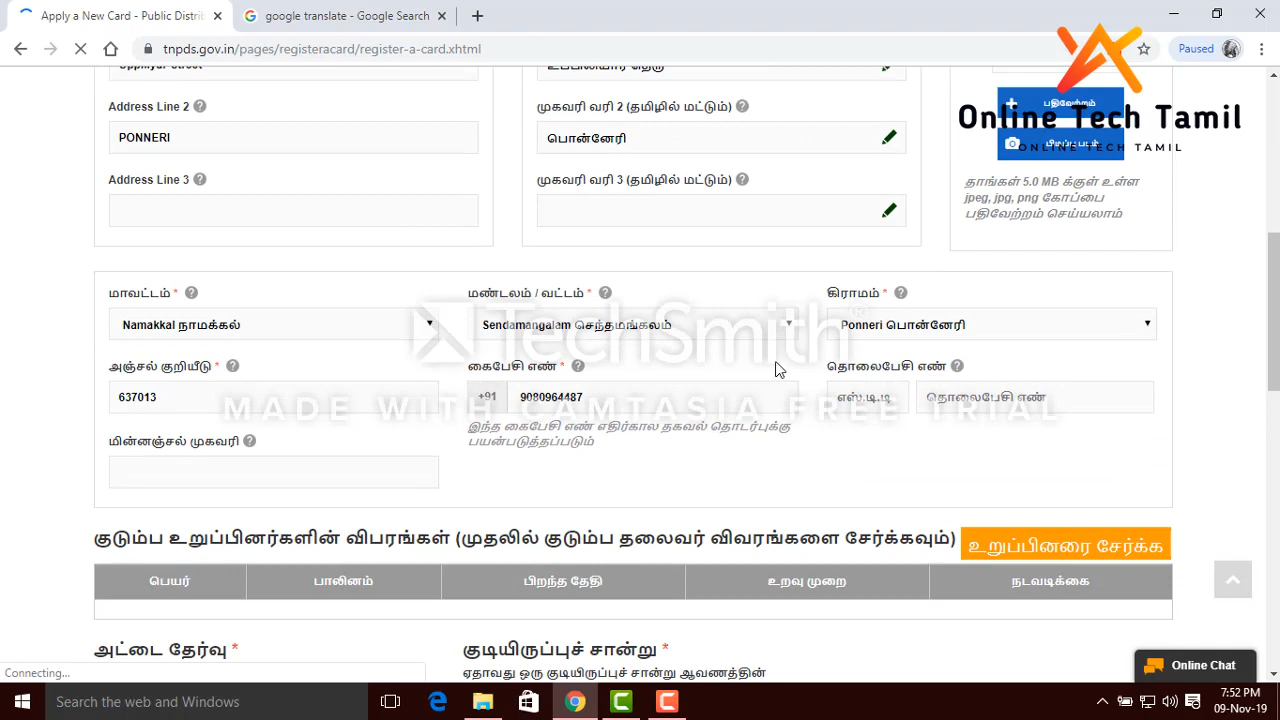 Apply a New Card - Public Distrib
google translate - Google Search
tnpds.gov.in/pages/registeracard/register-a-card.xhtml
Paused
Address Line 2
PONNERI
Address Line 3
முகவரி வரி 2 (தமிழில் மட்டும்)
பொன்னேரி
முகவரி வரி 3 (தமிழில் மட்டும்)
பதிவேற்றம்
Online Tech Tamil
ONLINE TECH TAMIL
தாங்கள் 5.0 MB க்குள் உள்ள
jpeg, jpg, png கோப்பை
பதிவேற்றம் செய்யலாம்
மாவட்டம் *
மண்டலம் / வட்டம் *
கிராமம் *
Namakkal நாமக்கல்
Sendamangalam செந்தமங்கலம்
Ponneri பொன்னேரி
TechSmith
அஞ்சல் குறியீடு *
கைபேசி எண் *
தொலைபேசி எண்
637013
+91
9080964487
எஸ்.டி.டி
தொலைபேசி எண்
MADE WITH CAMTASIA FREE TRIAL
இந்த கைபேசி எண் எதிர்கால தகவல் தொடர்புக்கு
பயன்படுத்தப்படும்
மின்னஞ்சல் முகவரி
குடும்ப உறுப்பினர்களின் விபரங்கள் (முதலில் குடும்ப தலைவர் விவரங்களை சேர்க்கவும்)
உறுப்பினரை சேர்க்க
பெயர்
பாலினம்
பிறந்த தேதி
உறவு முறை
நடவடிக்கை
அட்டை தேர்வு *
குடியிருப்புச் சான்று *
ஏதாவது ஒரு குடியிருப்புச் சான்று ஆவணத்தின்
Connecting...
Online Chat
Search the web and Windows
7:52 PM
09-Nov-19